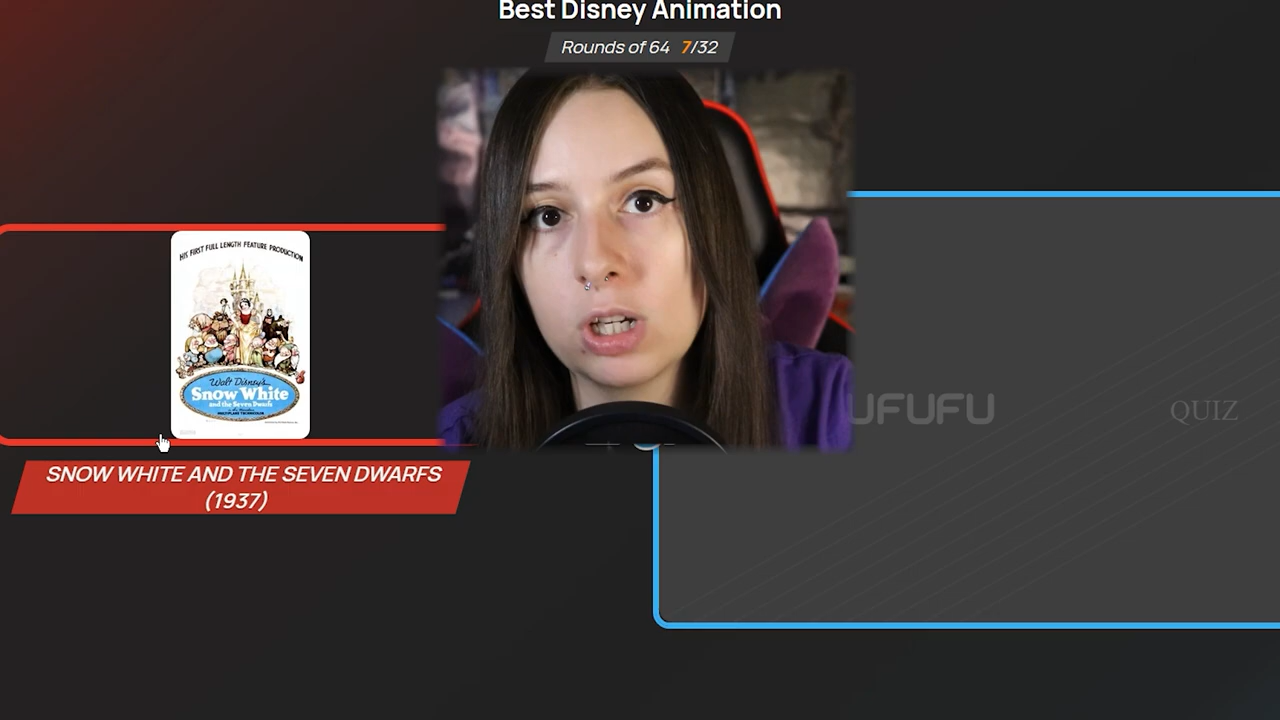 Best Disney Animation
Rounds of 64 7/32
HIS FIRST FULL LENGTH FEATURE PRODUCTION
Walt Disney's
Snow White
and the Seven Dwarfs
SNOW WHITE AND THE SEVEN DWARFS
(1937)
UFUFU
QUIZ